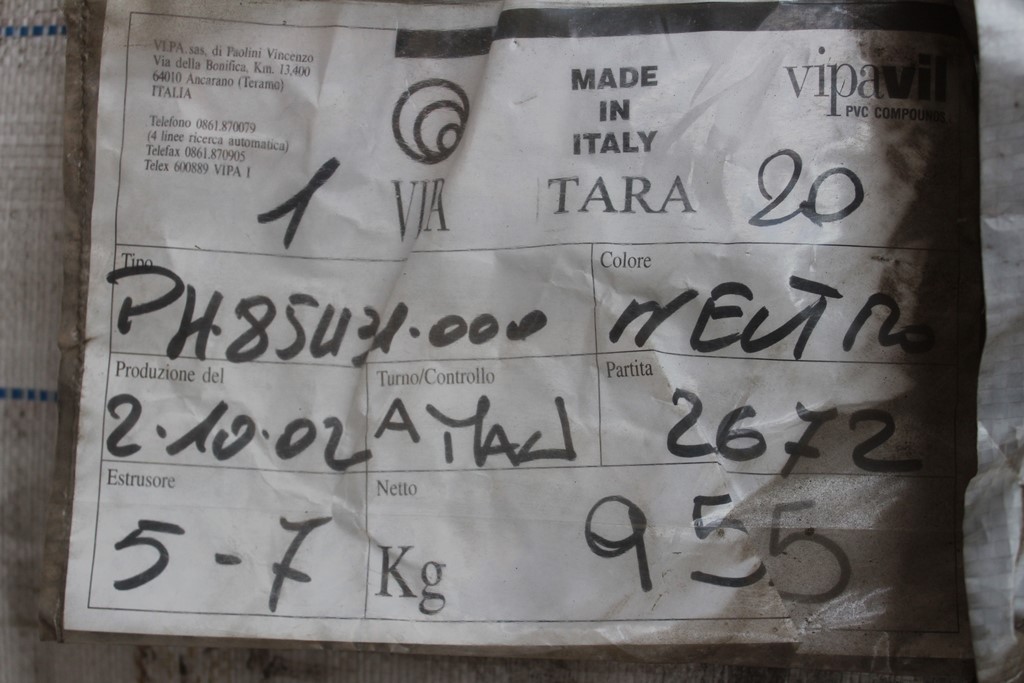 VI.PA. sas. di Paolini Vincenzo
Via della Bonifica, Km. 13,400
64010 Ancarano (Teramo)
ITALIA
Telefono 0861.870079
(4 linee ricerca automatica)
Telefax 0861.870905
Telex 600889 VIPA I
1
MADE
IN
ITALY
vipavil
PVC COMPOUNDS
TARA 20
Tipo
Colore
NEUTRO
Produzione del
2.10.02
Turno/Controllo
A
Partita
2672
Estrusore
5-7
Netto
Kg 955